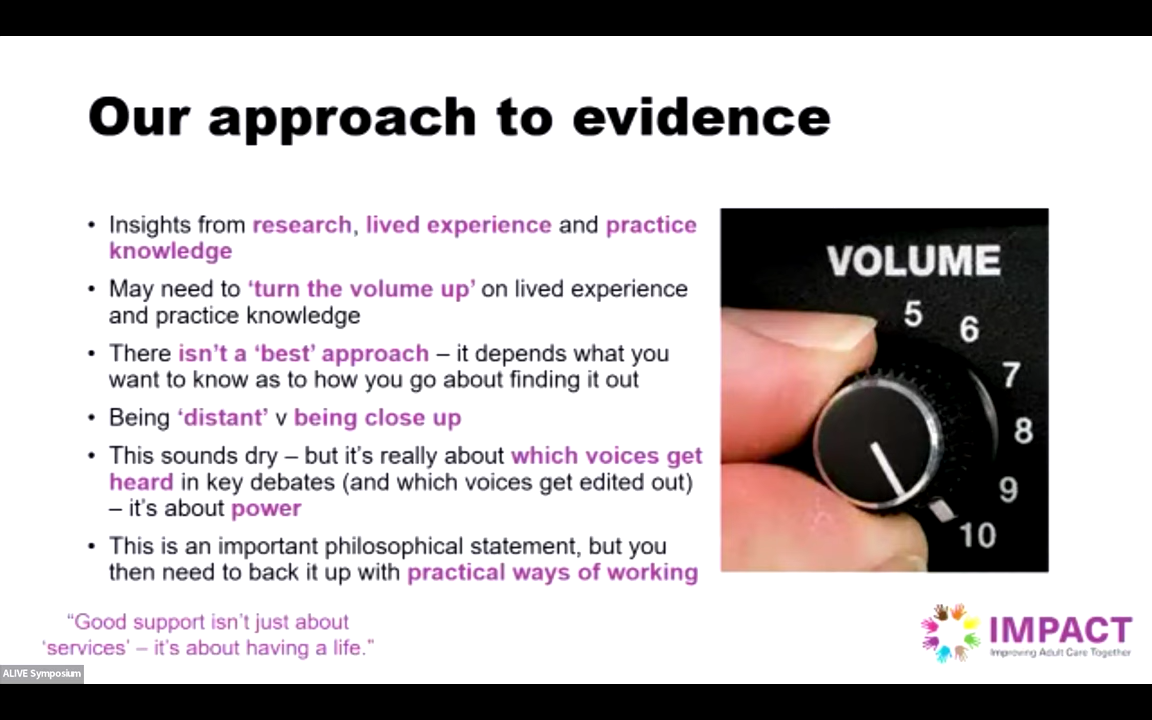 Our approach to evidence
• Insights from research, lived experience and practice
knowledge
• May need to ‘turn the volume up’ on lived experience
and practice knowledge
• There isn’t a ‘best’ approach – it depends what you
want to know as to how you go about finding it out
• Being ‘distant’ v being close up
• This sounds dry – but it’s really about which voices get
heard in key debates (and which voices get edited out)
– it’s about power
• This is an important philosophical statement, but you
then need to back it up with practical ways of working
VOLUME
5
6
7
8
9
10
“Good support isn’t just about
‘services’ – it’s about having a life.”
IMPACT
Improving Adult Care Together
ALIVE Symposium